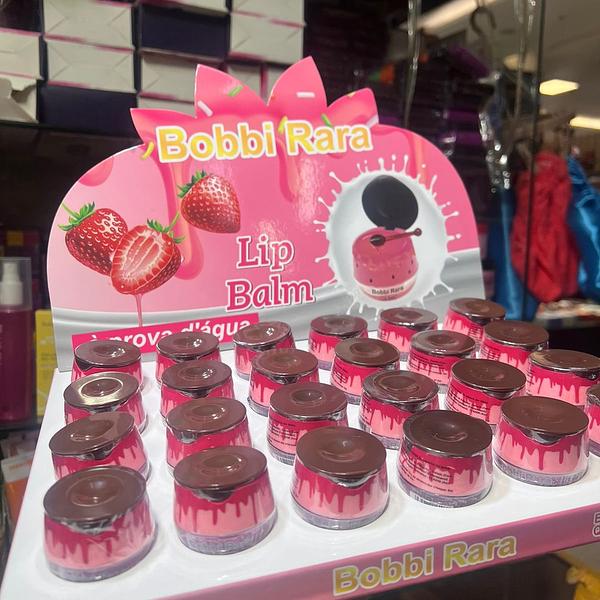 Bobbi Rara
Lip
Balm
Bobbi Rara
à prova d'água
Bobbi Rara